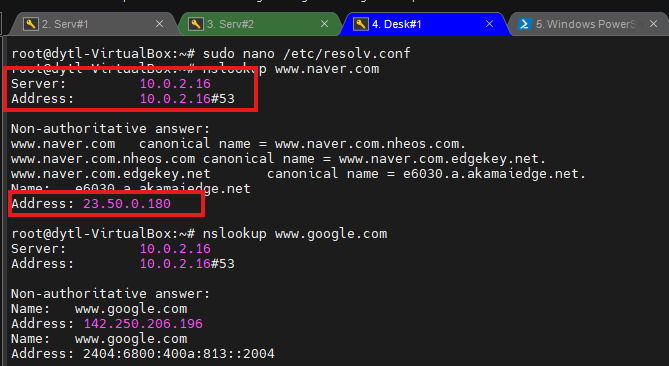 2. Serv#1
3. Serv#2
4. Desk#1
5. Windows PowerS
root@dytl-VirtualBox:~# sudo nano /etc/resolv.conf
root@dytl-VirtualBox:~# nslookup www.naver.com
Server: 10.0.2.16
Address: 10.0.2.16#53
Non-authoritative answer:
www.naver.com canonical name = www.naver.com.nheos.com.
www.naver.com.nheos.com canonical name = www.naver.com.edgekey.net.
www.naver.com.edgekey.net canonical name = e6030.a.akamaiedge.net.
Name: e6030.a.akamaiedge.net
Address: 23.50.0.180
root@dytl-VirtualBox:~# nslookup www.google.com
Server: 10.0.2.16
Address: 10.0.2.16#53
Non-authoritative answer:
Name: www.google.com
Address: 142.250.206.196
Name: www.google.com
Address: 2404:6800:400a:813::2004